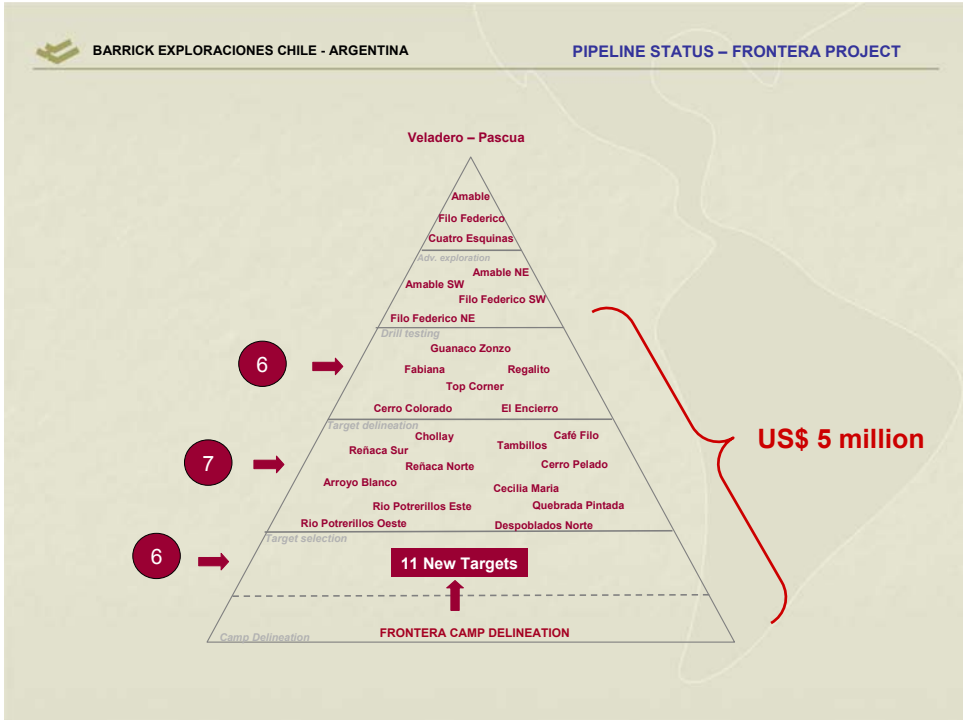 BARRICK EXPLORACIONES CHILE - ARGENTINA
PIPELINE STATUS – FRONTERA PROJECT
Veladero – Pascua
Amable
Filo Federico
Cuatro Esquinas
Adv. exploration
Amable NE
Amable SW
Filo Federico SW
Filo Federico NE
Drill testing
Guanaco Zonzo
6
Fabiana
Regalito
Top Corner
Cerro Colorado
El Encierro
Target delineation
Chollay
Café Filo
US$ 5 million
Reñaca Sur
Tambillos
7
Reñaca Norte
Cerro Pelado
Arroyo Blanco
Cecilia Maria
Rio Potrerillos Este
Quebrada Pintada
Rio Potrerillos Oeste
Despoblados Norte
Target selection
6
11 New Targets
FRONTERA CAMP DELINEATION
Camp Delineation